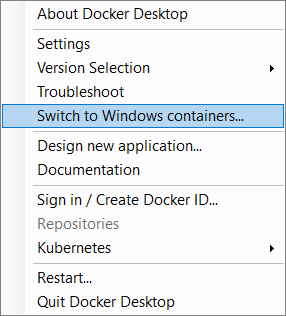 About Docker Desktop
Settings
Version Selection
Troubleshoot
Switch to Windows containers...
Design new application...
Documentation
Sign in / Create Docker ID...
Repositories
Kubernetes
Restart...
Quit Docker Desktop